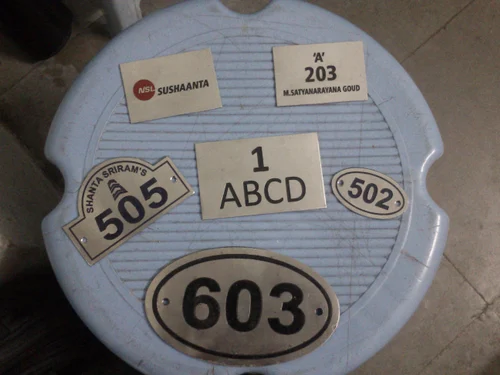 NSL SUSHAANTA
'A'
203
M.SATYANARAYANA GOUD
1
ABCD
SHANTA SRIRAM'S
505
502
603